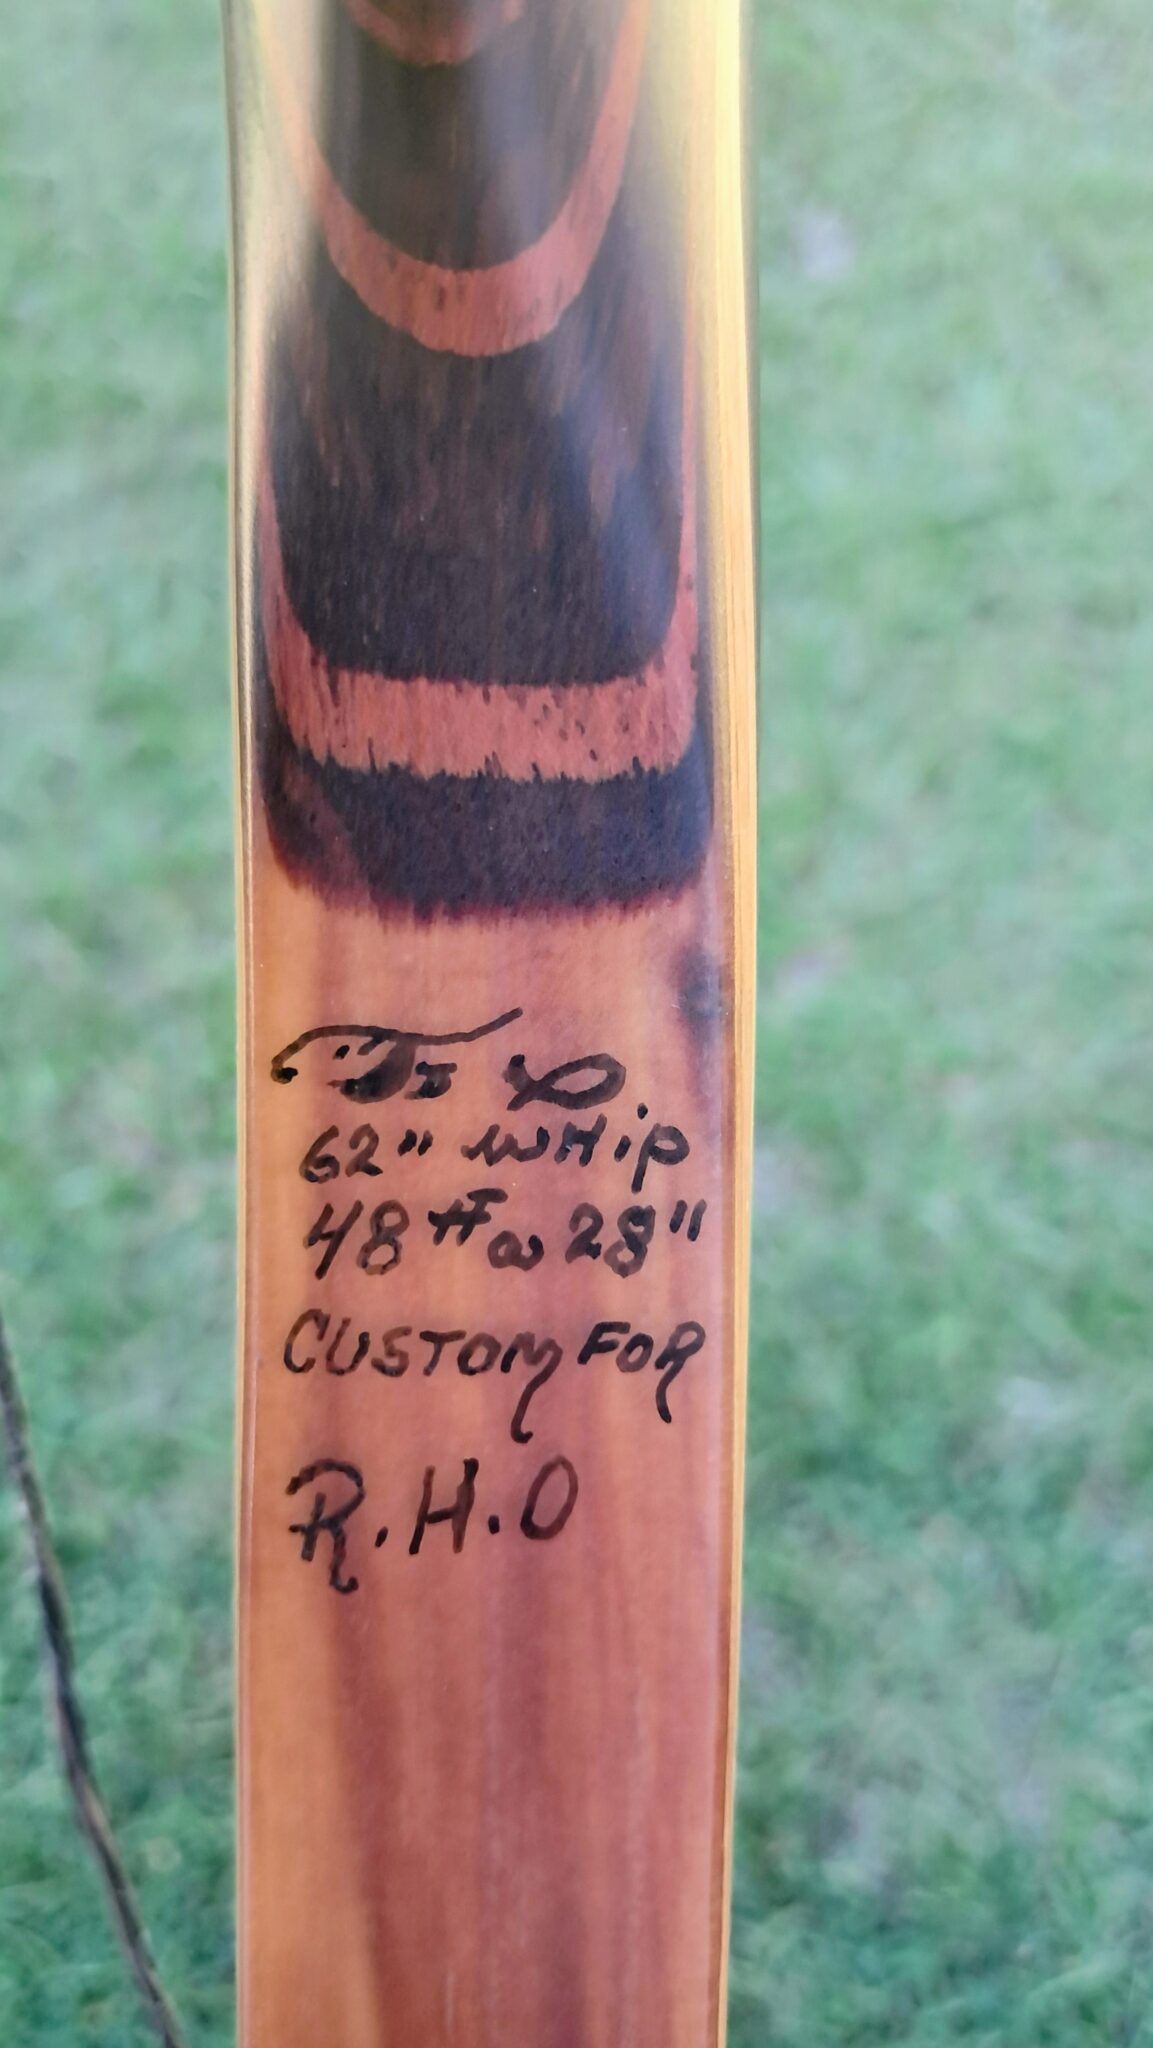 62" WHip
48# @ 28"
CUSTOM FOR
R.H.O